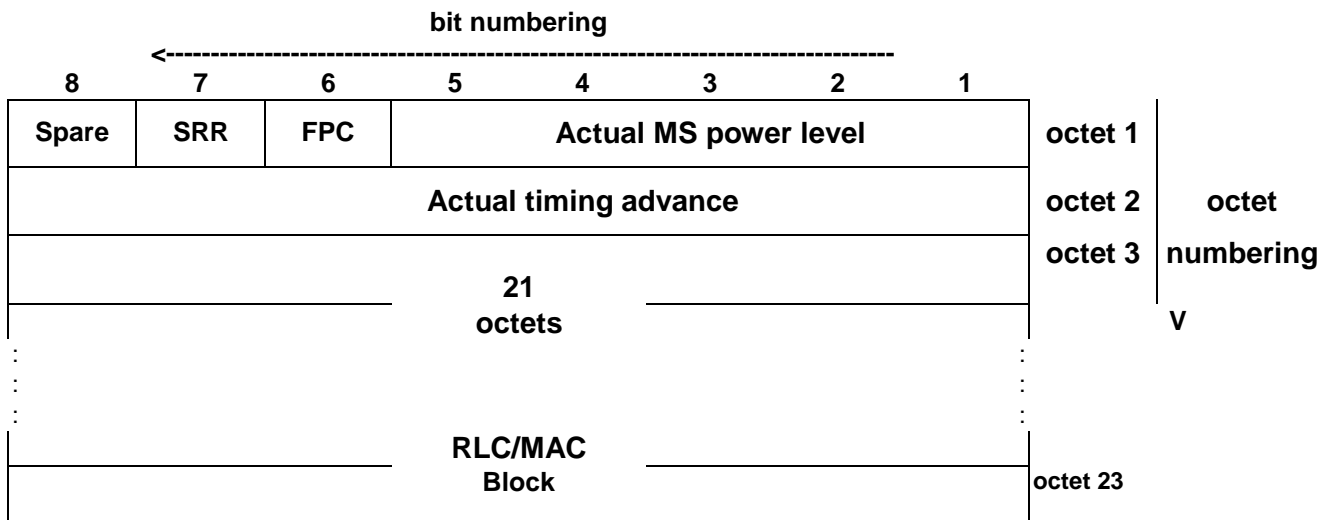 bit numbering
<--------------------------------------------------------------------------------
8 7 6 5 4 3 2 1
Spare SRR FPC Actual MS power level octet 1
Actual timing advance octet 2 octet
octet 3 numbering
21
octets V
: :
: :
: :
RLC/MAC
Block octet 23